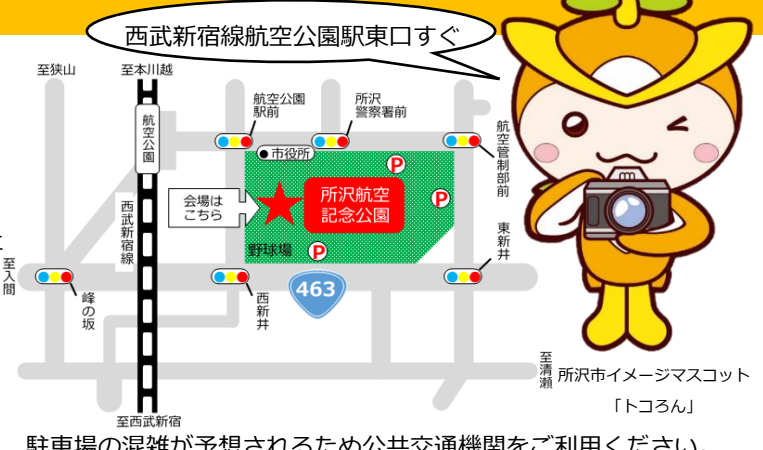 西武新宿線航空公園駅東口すぐ
至狭山
至本川越
航空公園
駅前
所沢
警察署前
航空管制部前
航空公園
●市役所
P
P
会場は
こちら
所沢航空
記念公園
西武新宿線
野球場
P
東新井
至入間
峰の坂
西新井
463
至清瀬
所沢市イメージマスコット
「トコろん」
至西武新宿
駐車場の混雑が予想されるため公共交通機関をご利用ください。